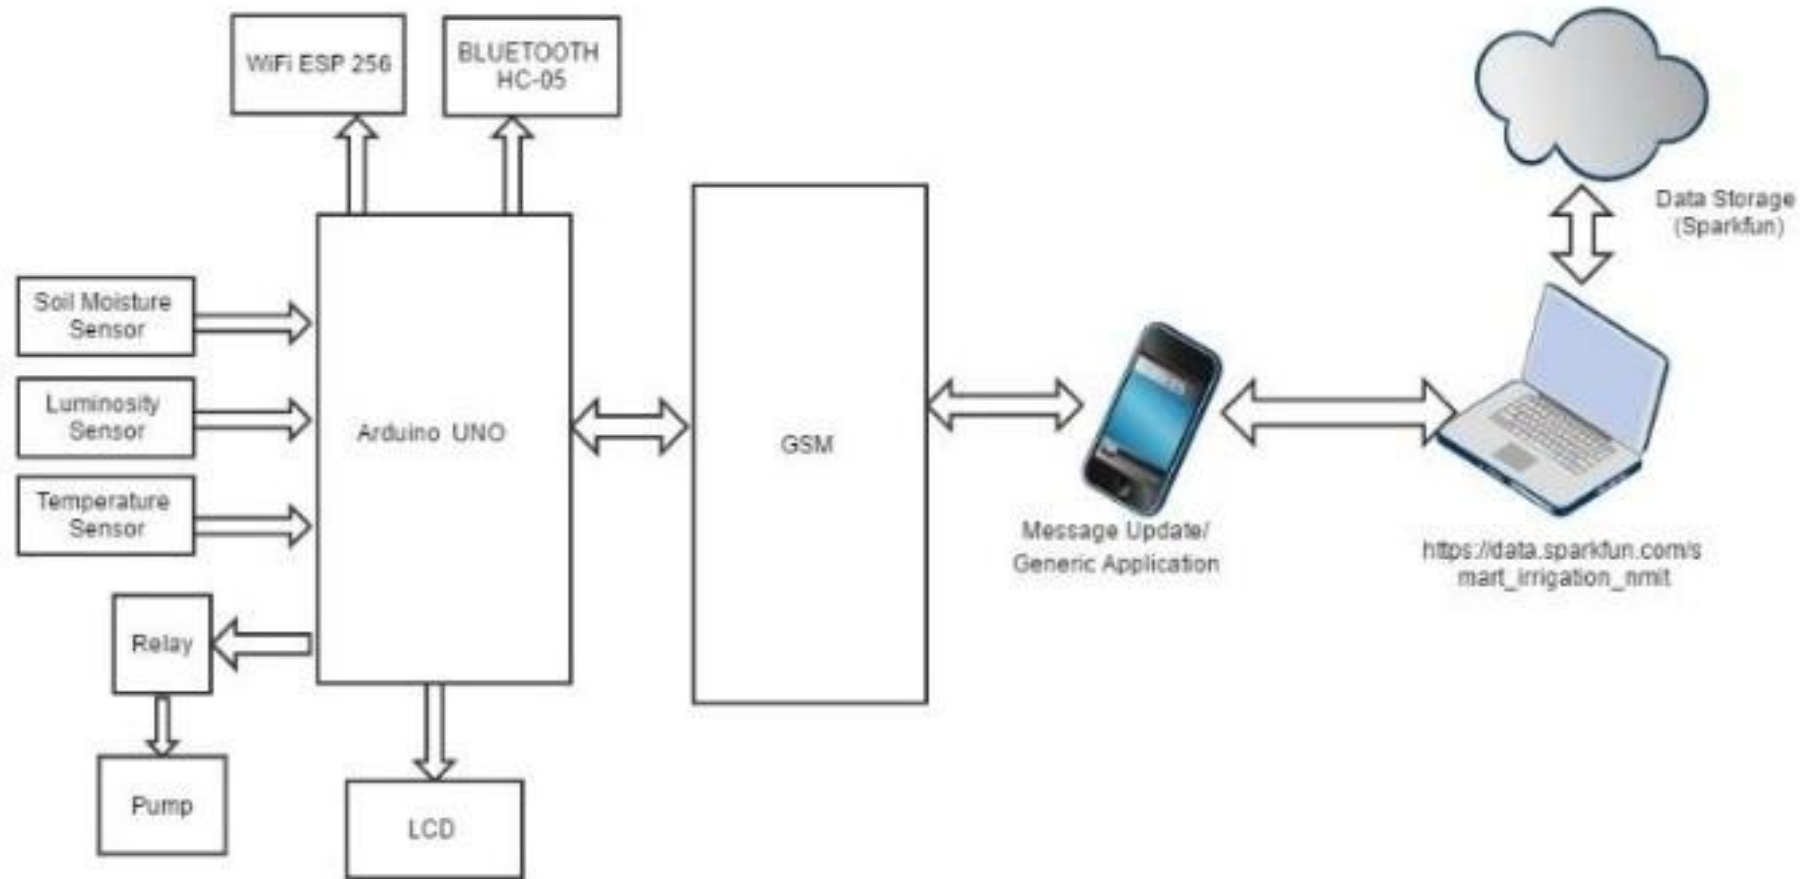 WiFi ESP 256
BLUETOOTH
HC-05
Soil Moisture
Sensor
Luminosity
Sensor
Temperature
Sensor
Relay
Pump
Arduino UNO
LCD
GSM
Message Update/
Generic Application
Data Storage
(Sparkfun)
https://data.sparkfun.com/s
mart_irrigation_nmit